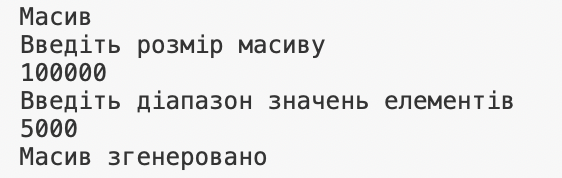 Масив
Введіть розмір масиву
100000
Введіть діапазон значень елементів
5000
Масив згенеровано